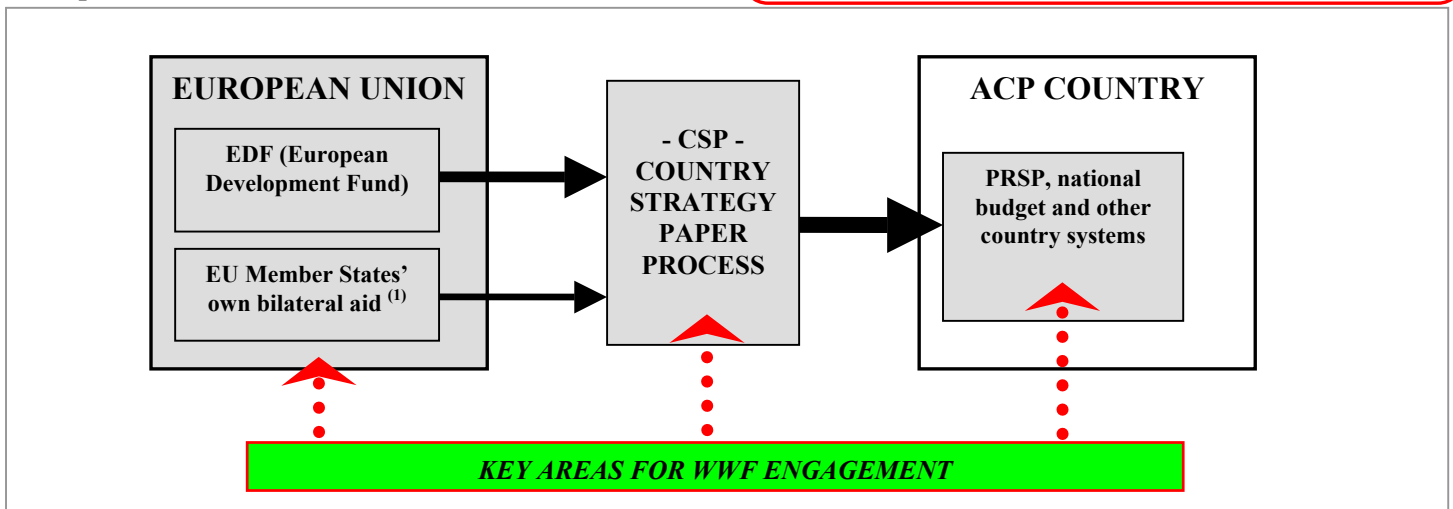 EUROPEAN UNION
EDF (European
Development Fund)
EU Member States’
own bilateral aid (1)
- CSP -
COUNTRY
STRATEGY
PAPER
PROCESS
ACP COUNTRY
PRSP, national
budget and other
country systems
KEY AREAS FOR WWF ENGAGEMENT